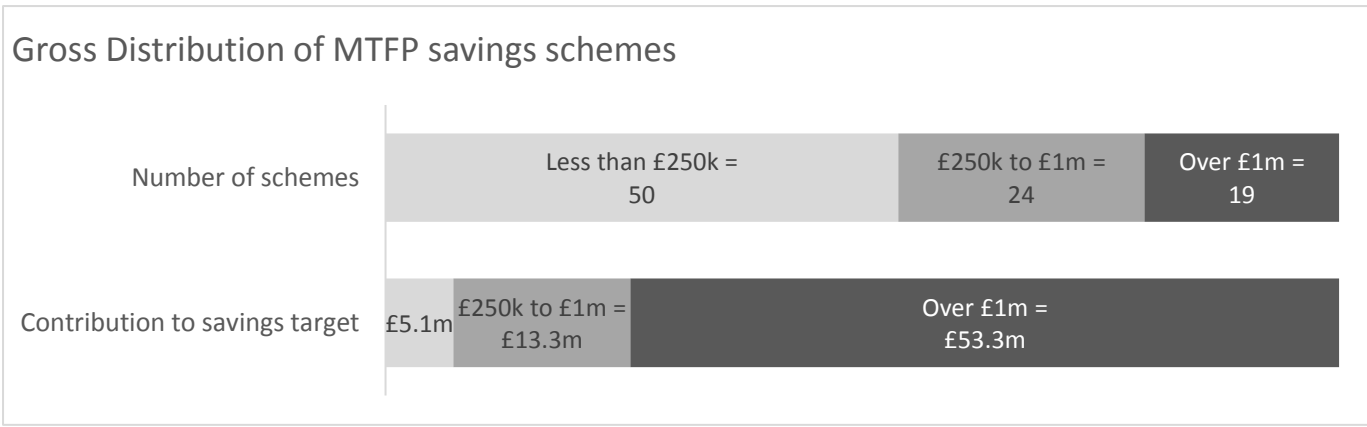 Gross Distribution of MTFP savings schemes
Number of schemes
Less than £250k =
50
£250k to £1m =
24
Over £1m =
19
Contribution to savings target
£5.1m
£250k to £1m =
£13.3m
Over £1m =
£53.3m